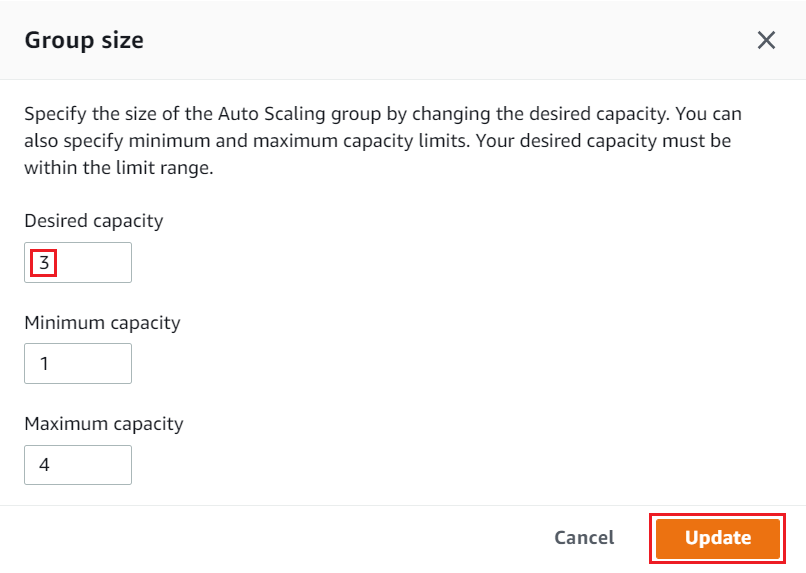 Group size
Specify the size of the Auto Scaling group by changing the desired capacity. You can
also specify minimum and maximum capacity limits. Your desired capacity must be
within the limit range.
Desired capacity
3
Minimum capacity
1
Maximum capacity
4
Cancel
Update